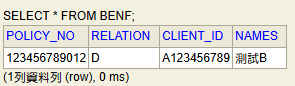 SELECT * FROM BENF;
POLICY_NO RELATION CLIENT_ID NAMES
123456789012 D A123456789 測試B
(1列資料列 (row), 0 ms)